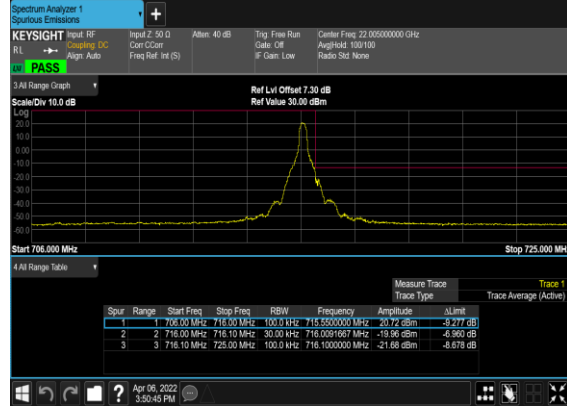 Spectrum Analyzer 1
Spurious Emissions
KEYSIGHT Input: RF Input Z: 50 Ω Atten: 40 dB Trig: Free Run Center Freq: 22.005000000 GHz
RL Coupling: DC Corr CCorr Gate: Off Avg|Hold: 100/100
Align: Auto Freq Ref: Int (S) IF Gain: Low Radio Std: None
LW PASS
3 All Range Graph
Ref Lvl Offset 7.30 dB
Scale/Div 10.0 dB Ref Value 30.00 dBm
Log
20.0
10.0
0.00
-10.0
-20.0
-30.0
-40.0
-50.0
-60.0
Start 706.000 MHz Stop 725.000 MHz
4 All Range Table
Measure Trace Trace 1
Trace Type Trace Average (Active)
Spur Range Start Freq Stop Freq RBW Frequency Amplitude ΔLimit
1 1 706.00 MHz 716.00 MHz 100.0 kHz 715.5500000 MHz 20.72 dBm -9.277 dB
2 2 716.00 MHz 716.10 MHz 30.00 kHz 716.0091667 MHz -19.96 dBm -6.960 dB
3 3 716.10 MHz 725.00 MHz 100.0 kHz 716.1000000 MHz -21.68 dBm -8.678 dB
? Apr 06, 2022
3:50:45 PM